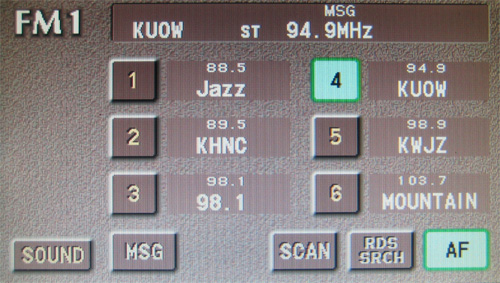 FM1
MSG
KUOW ST 94.9MHz
1 88.5 Jazz
4 94.9 KUOW
2 89.5 KHNC
5 98.9 KWJZ
3 98.1 98.1
6 103.7 MOUNTAIN
SOUND MSG SCAN RDS SRCH AF